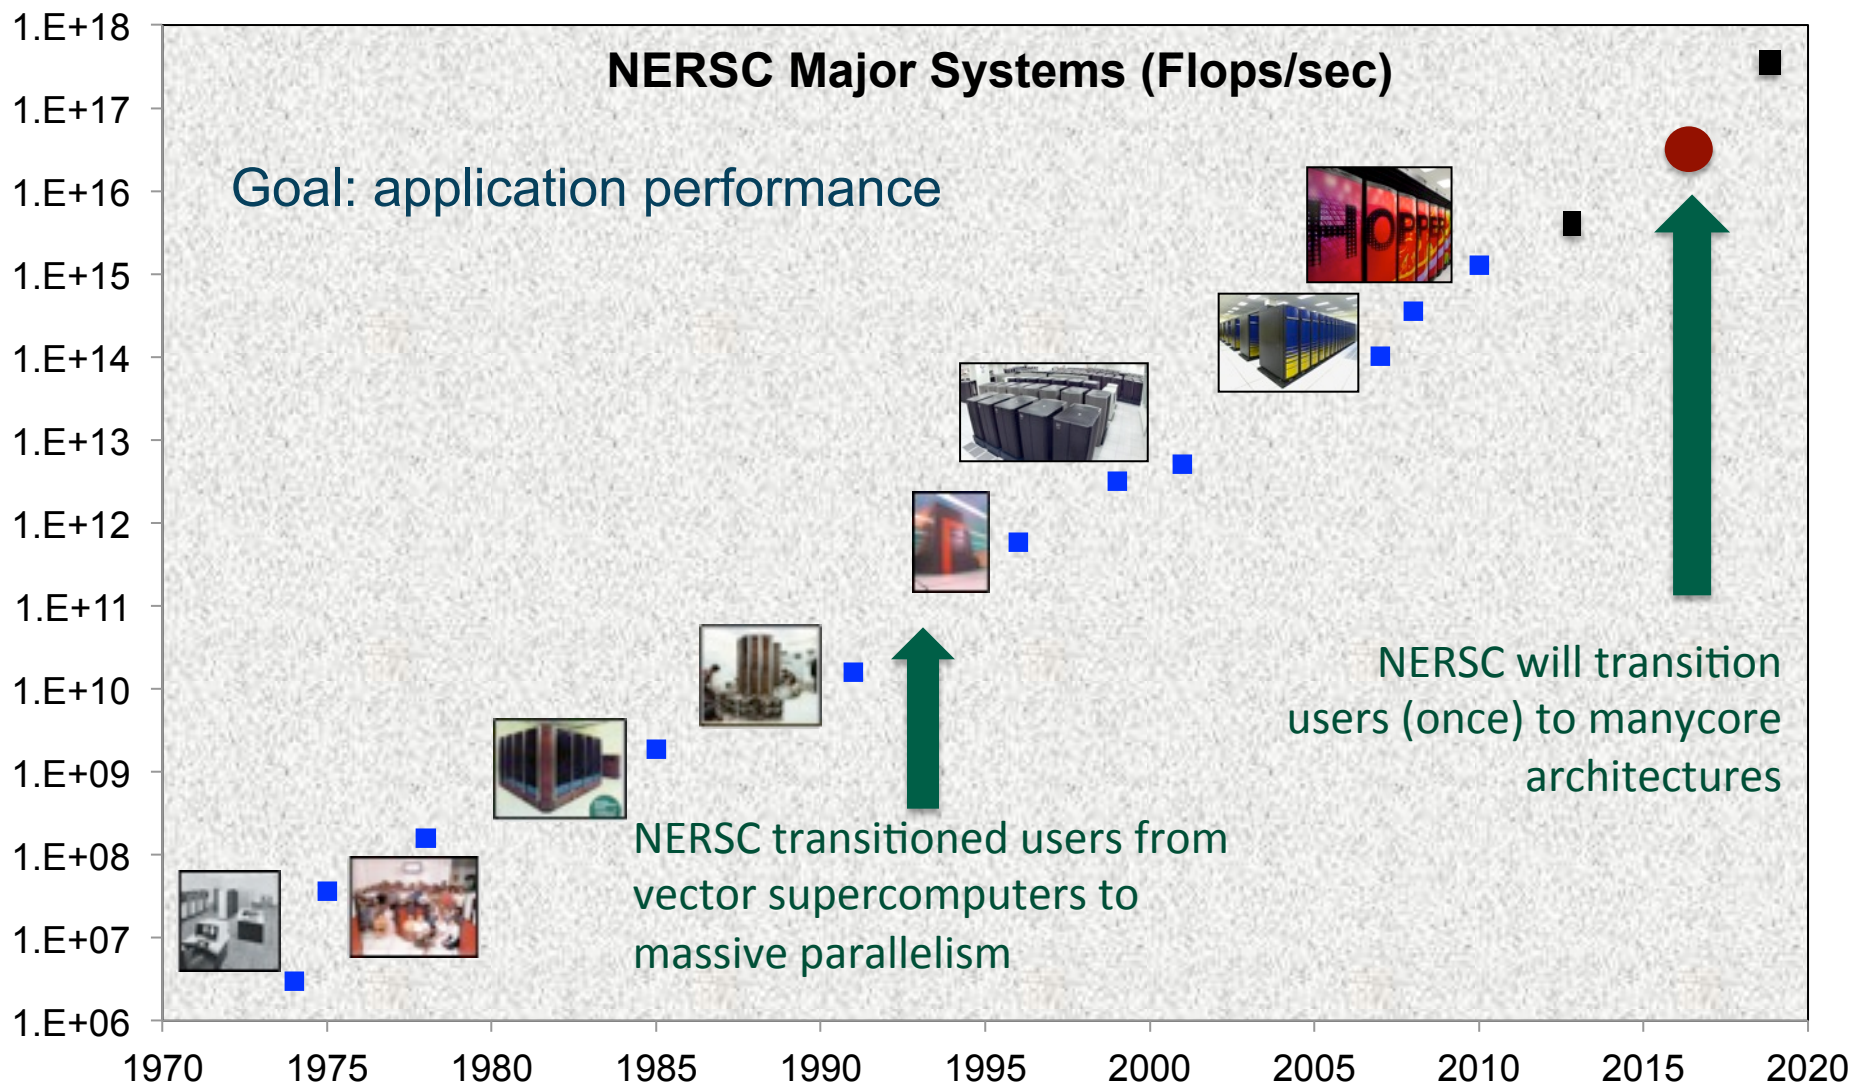 NERSC Major Systems (Flops/sec)
Goal: application performance
HOPPER
NERSC will transition
users (once) to manycore
architectures
NERSC transitioned users from
vector supercomputers to
massive parallelism
1.E+18
1.E+17
1.E+16
1.E+15
1.E+14
1.E+13
1.E+12
1.E+11
1.E+10
1.E+09
1.E+08
1.E+07
1.E+06
1970 1975 1980 1985 1990 1995 2000 2005 2010 2015 2020